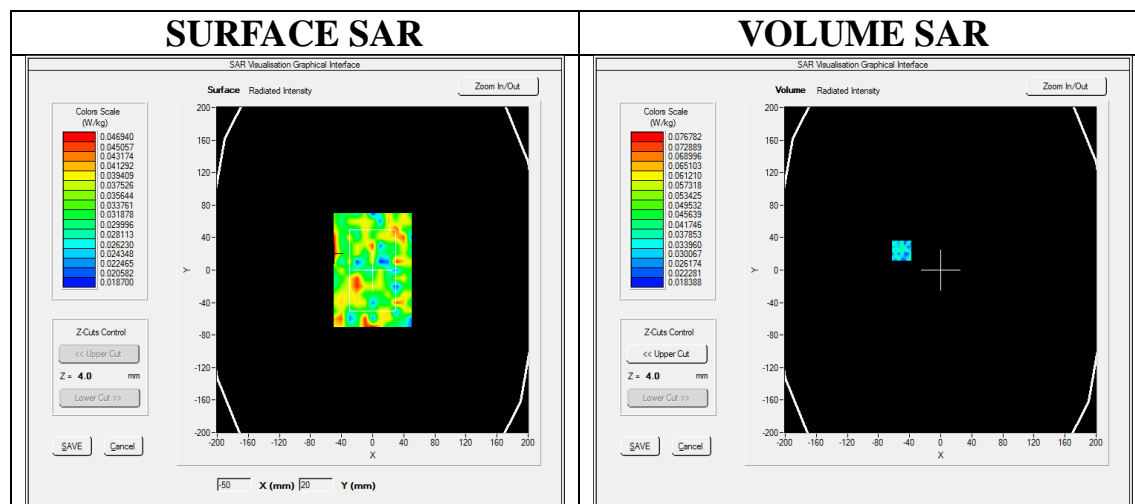 SURFACE SAR
VOLUME SAR
SAR Visualisation Graphical Interface
Surface Radiated Intensity
Zoom In/Out
Colors Scale
(W/kg)
0.046940
0.045057
0.043174
0.041292
0.039409
0.037526
0.035644
0.033761
0.031878
0.029996
0.028113
0.026230
0.024348
0.022465
0.020582
0.018700
Z-Cuts Control
<< Upper Cut
Z = 4.0 mm
Lower Cut >>
SAVE Cancel
Y
200
160
120
80
40
0
-40
-80
-120
-160
-200
-200 -160 -120 -80 -40 0 40 80 120 160 200
X
-50 X (mm) 20 Y (mm)
SAR Visualisation Graphical Interface
Volume Radiated Intensity
Zoom In/Out
Colors Scale
(W/kg)
0.076782
0.072889
0.068996
0.065103
0.061210
0.057318
0.053425
0.049532
0.045639
0.041746
0.037853
0.033960
0.030067
0.026174
0.022281
0.018388
Z-Cuts Control
<< Upper Cut
Z = 4.0 mm
Lower Cut >>
SAVE Cancel
Y
200
160
120
80
40
0
-40
-80
-120
-160
-200
-200 -160 -120 -80 -40 0 40 80 120 160 200
X